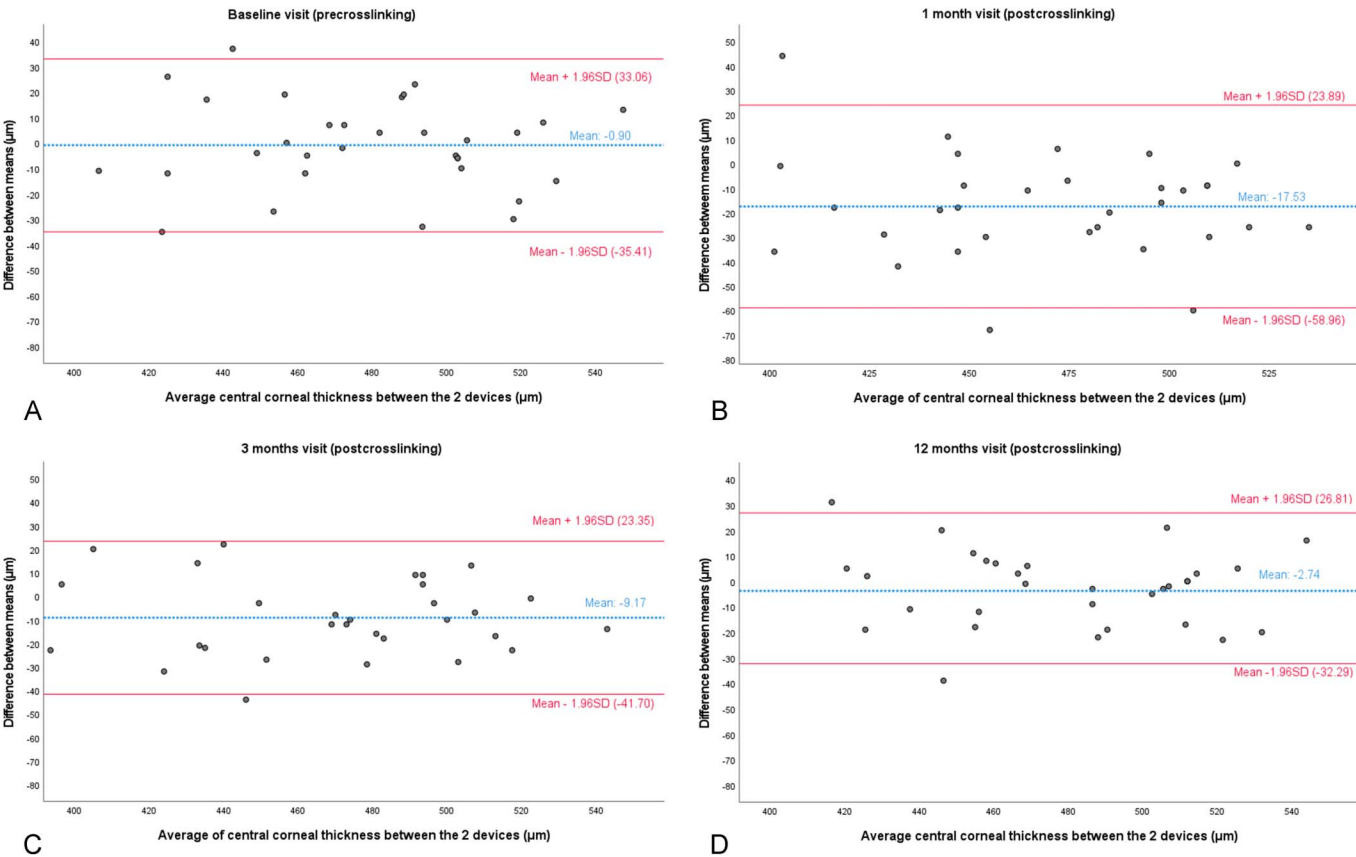 Baseline visit (precrosslinking)
Difference between means (µm)
40
30
20
10
0
-10
-20
-30
-40
-50
-60
-70
-80
Mean + 1.96SD (33.06)
Mean: -0.90
Mean - 1.96SD (-35.41)
400 420 440 460 480 500 520 540
Average central corneal thickness between the 2 devices (µm)
A
1 month visit (postcrosslinking)
Difference between means (µm)
50
40
30
20
10
0
-10
-20
-30
-40
-50
-60
-70
-80
Mean + 1.96SD (23.89)
Mean: -17.53
Mean - 1.96SD (-58.96)
400 425 450 475 500 525
Average of central corneal thickness between the 2 devices (µm)
B
3 months visit (postcrosslinking)
Difference between means (µm)
50
40
30
20
10
0
-10
-20
-30
-40
-50
-60
-70
-80
Mean + 1.96SD (23.35)
Mean: -9.17
Mean - 1.96SD (-41.70)
400 420 440 460 480 500 520 540
Average of central corneal thickness between the 2 devices (µm)
C
12 months visit (postcrosslinking)
Difference between means (µm)
40
30
20
10
0
-10
-20
-30
-40
-50
-60
-70
-80
Mean + 1.96SD (26.81)
Mean: -2.74
Mean -1.96SD (-32.29)
400 420 440 460 480 500 520 540
Average central corneal thickness between the 2 devices (µm)
D